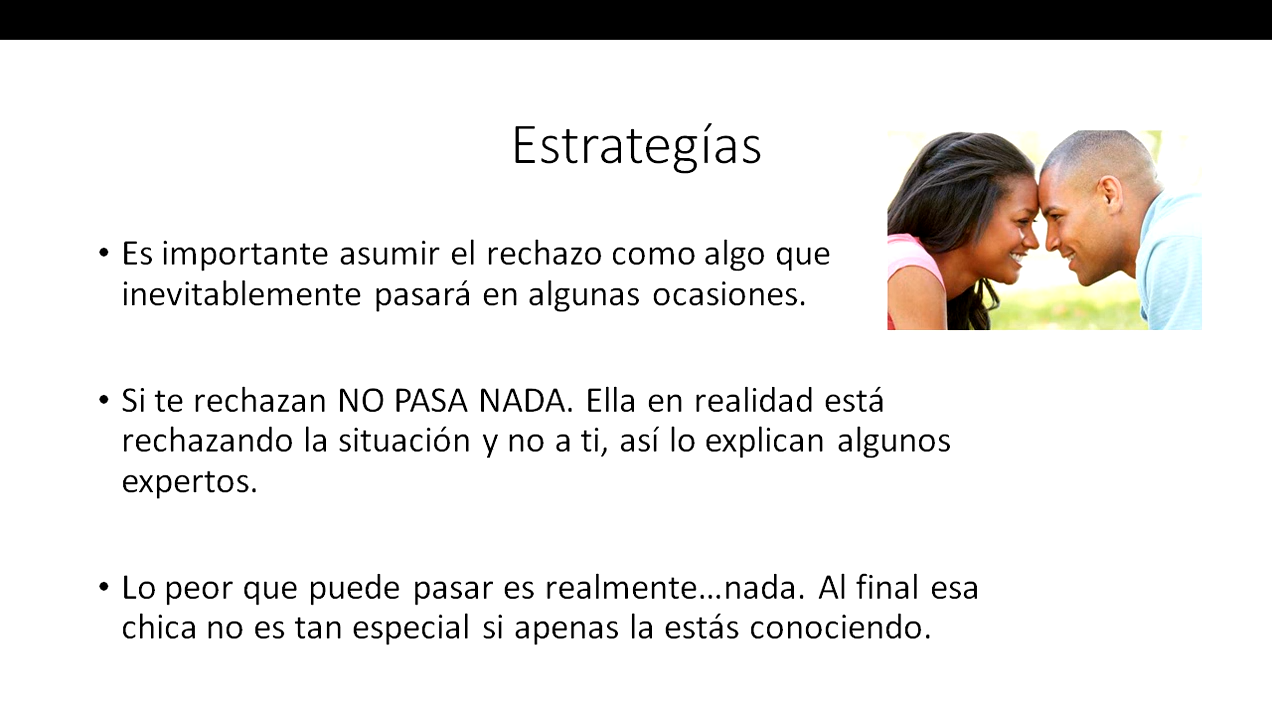 Estrategías
• Es importante asumir el rechazo como algo que
inevitablemente pasará en algunas ocasiones.
• Si te rechazan NO PASA NADA. Ella en realidad está
rechazando la situación y no a ti, así lo explican algunos
expertos.
• Lo peor que puede pasar es realmente...nada. Al final esa
chica no es tan especial si apenas la estás conociendo.